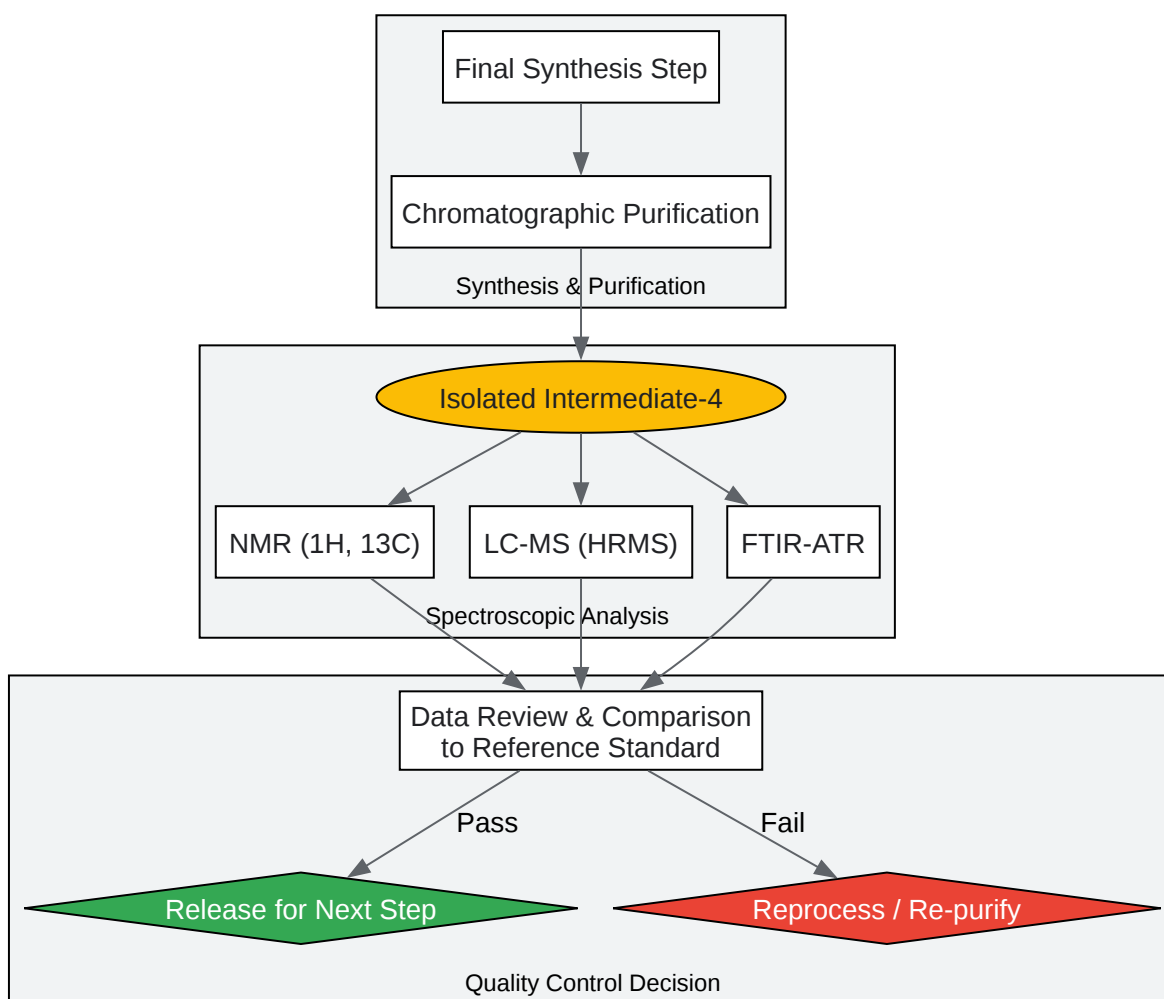 Final Synthesis Step
Chromatographic Purification
Synthesis & Purification
Isolated Intermediate-4
NMR (1H, 13C)
LC-MS (HRMS)
FTIR-ATR
Spectroscopic Analysis
Data Review & Comparison
to Reference Standard
Pass
Fail
Release for Next Step
Reprocess / Re-purify
Quality Control Decision